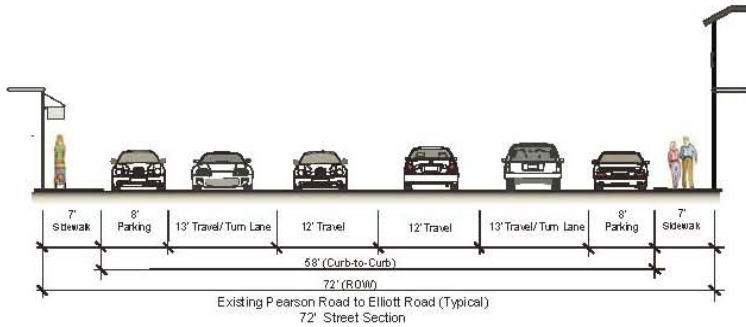 7'
Sidewalk
8'
Parking
13' Travel/ Turn Lane
12' Travel
12' Travel
13' Travel/ Turn Lane
8'
Parking
7'
Sidewalk
58' (Curb-to-Curb)
72' (ROW)
Existing Pearson Road to Elliott Road (Typical)
72' Street Section